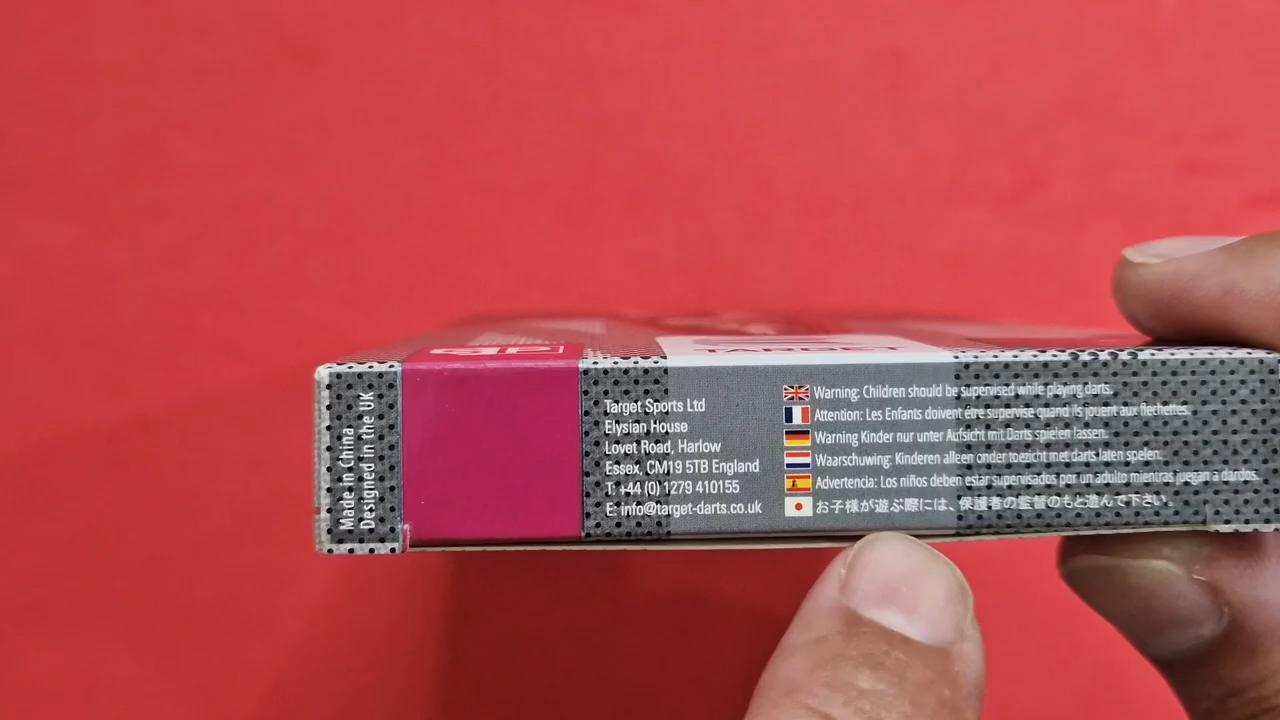 Made in China
Designed in the UK
TARGET
Target Sports Ltd
Elysian House
Lovet Road, Harlow
Essex, CM19 5TB England
T: +44 (0) 1279 410155
E: info@target-darts.co.uk
Warning: Children should be supervised while playing darts.
Attention: Les Enfants doivent étre supervise quand ils jouent aux flechettes.
Warning Kinder nur unter Aufsicht mit Darts spielen lassen.
Waarschuwing: Kinderen alleen onder toezicht met darts laten spelen.
Advertencia: Los niños deben estar supervisados por un adulto mientras juegan a dardos.
お子様が遊ぶ際には、保護者の監督のもと遊んで下さい。